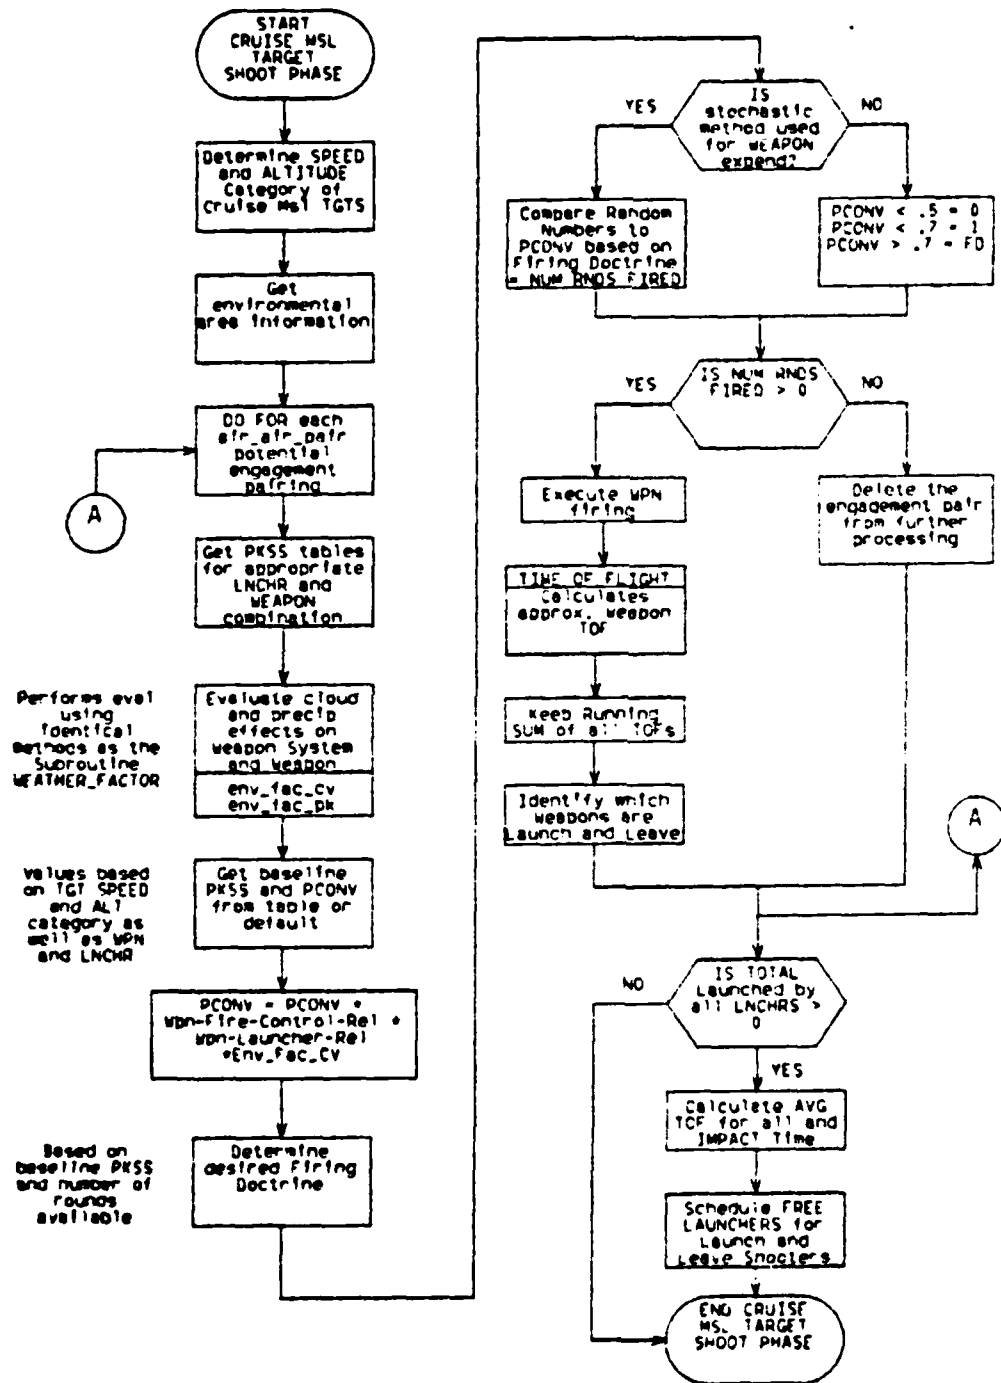 START
CRUISE MSL
TARGET
SHOOT PHASE
Determine SPEED
and ALTITUDE
Category of
Cruise Msl TGTS
Get
environmental
area information
DO FOR each
air_air_pair
potential
engagement
pairing
A
Get PKSS tables
for appropriate
LNCHR and
WEAPON
combination
Performs eval
using
identical
methods as the
Subroutine
WEATHER_FACTOR
Evaluate cloud
and precip
effects on
Weapon System
and Weapon
env_fac_cv
env_fac_pk
Values based
on TGT SPEED
and ALT
category as
well as WPN
and LNCHR
Get baseline
PKSS and PCONV
from table or
default
PCONV = PCONV *
Wpn-Fire-Control-Rel *
Wpn-Launcher-Rel
*Env_Fac_CV
Based on
baseline PKSS
and number of
rounds
available
Determine
desired Firing
Doctrine
IS
stochastic
method used
for WEAPON
expend?
YES
NO
Compare Random
Numbers to
PCONV based on
Firing Doctrine
= NUM RNDS FIRED
PCONV < .5 = 0
PCONV < .7 = 1
PCONV > .7 = FD
IS NUM RNDS
FIRED > 0
YES
NO
Execute WPN
firing
Delete the
engagement pair
from further
processing
TIME OF FLIGHT
Calculates
approx. Weapon
TOF
Keep Running
SUM of all TOFs
Identify which
Weapons are
Launch and Leave
A
IS TOTAL
Launched by
all LNCHRS >
0
NO
YES
Calculate AVG
TOF for all and
IMPACT Time
Schedule FREE
LAUNCHERS for
Launch and
Leave Shooters
END CRUISE
MSL TARGET
SHOOT PHASE